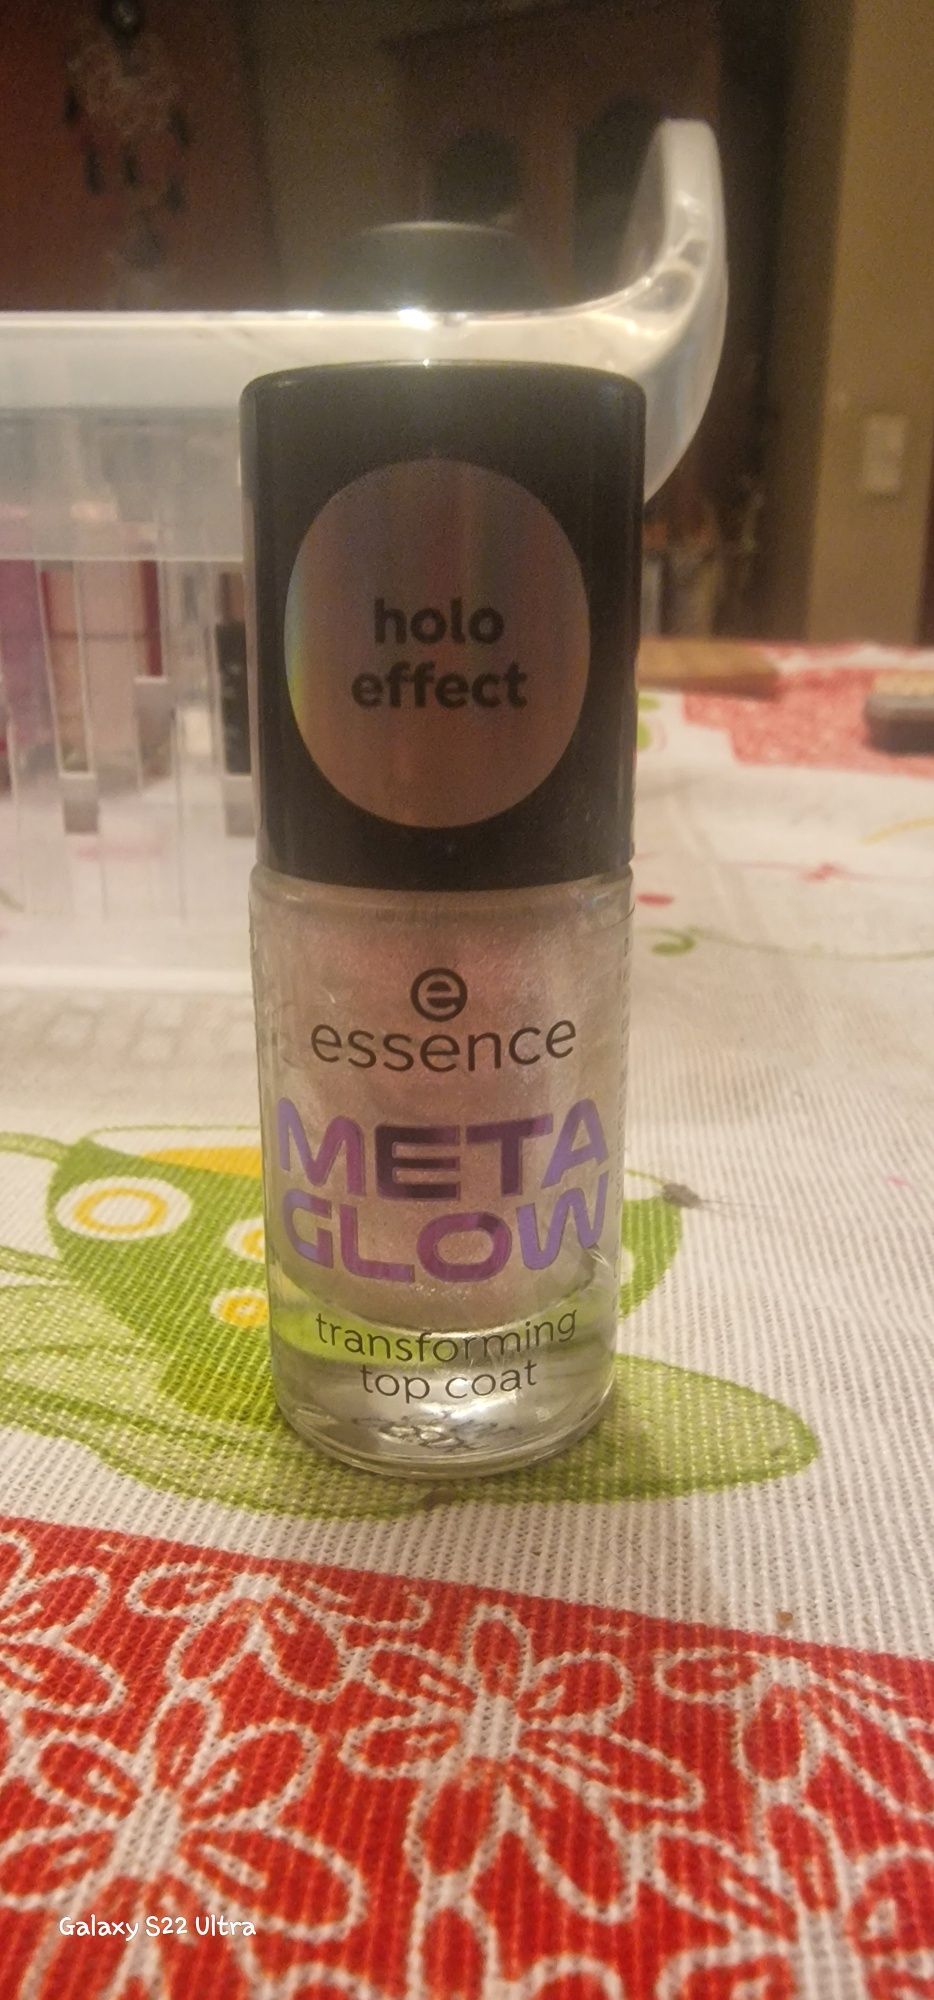 holo
effect
e
essence
META
GLOW
transforming
top coat
Galaxy S22 Ultra